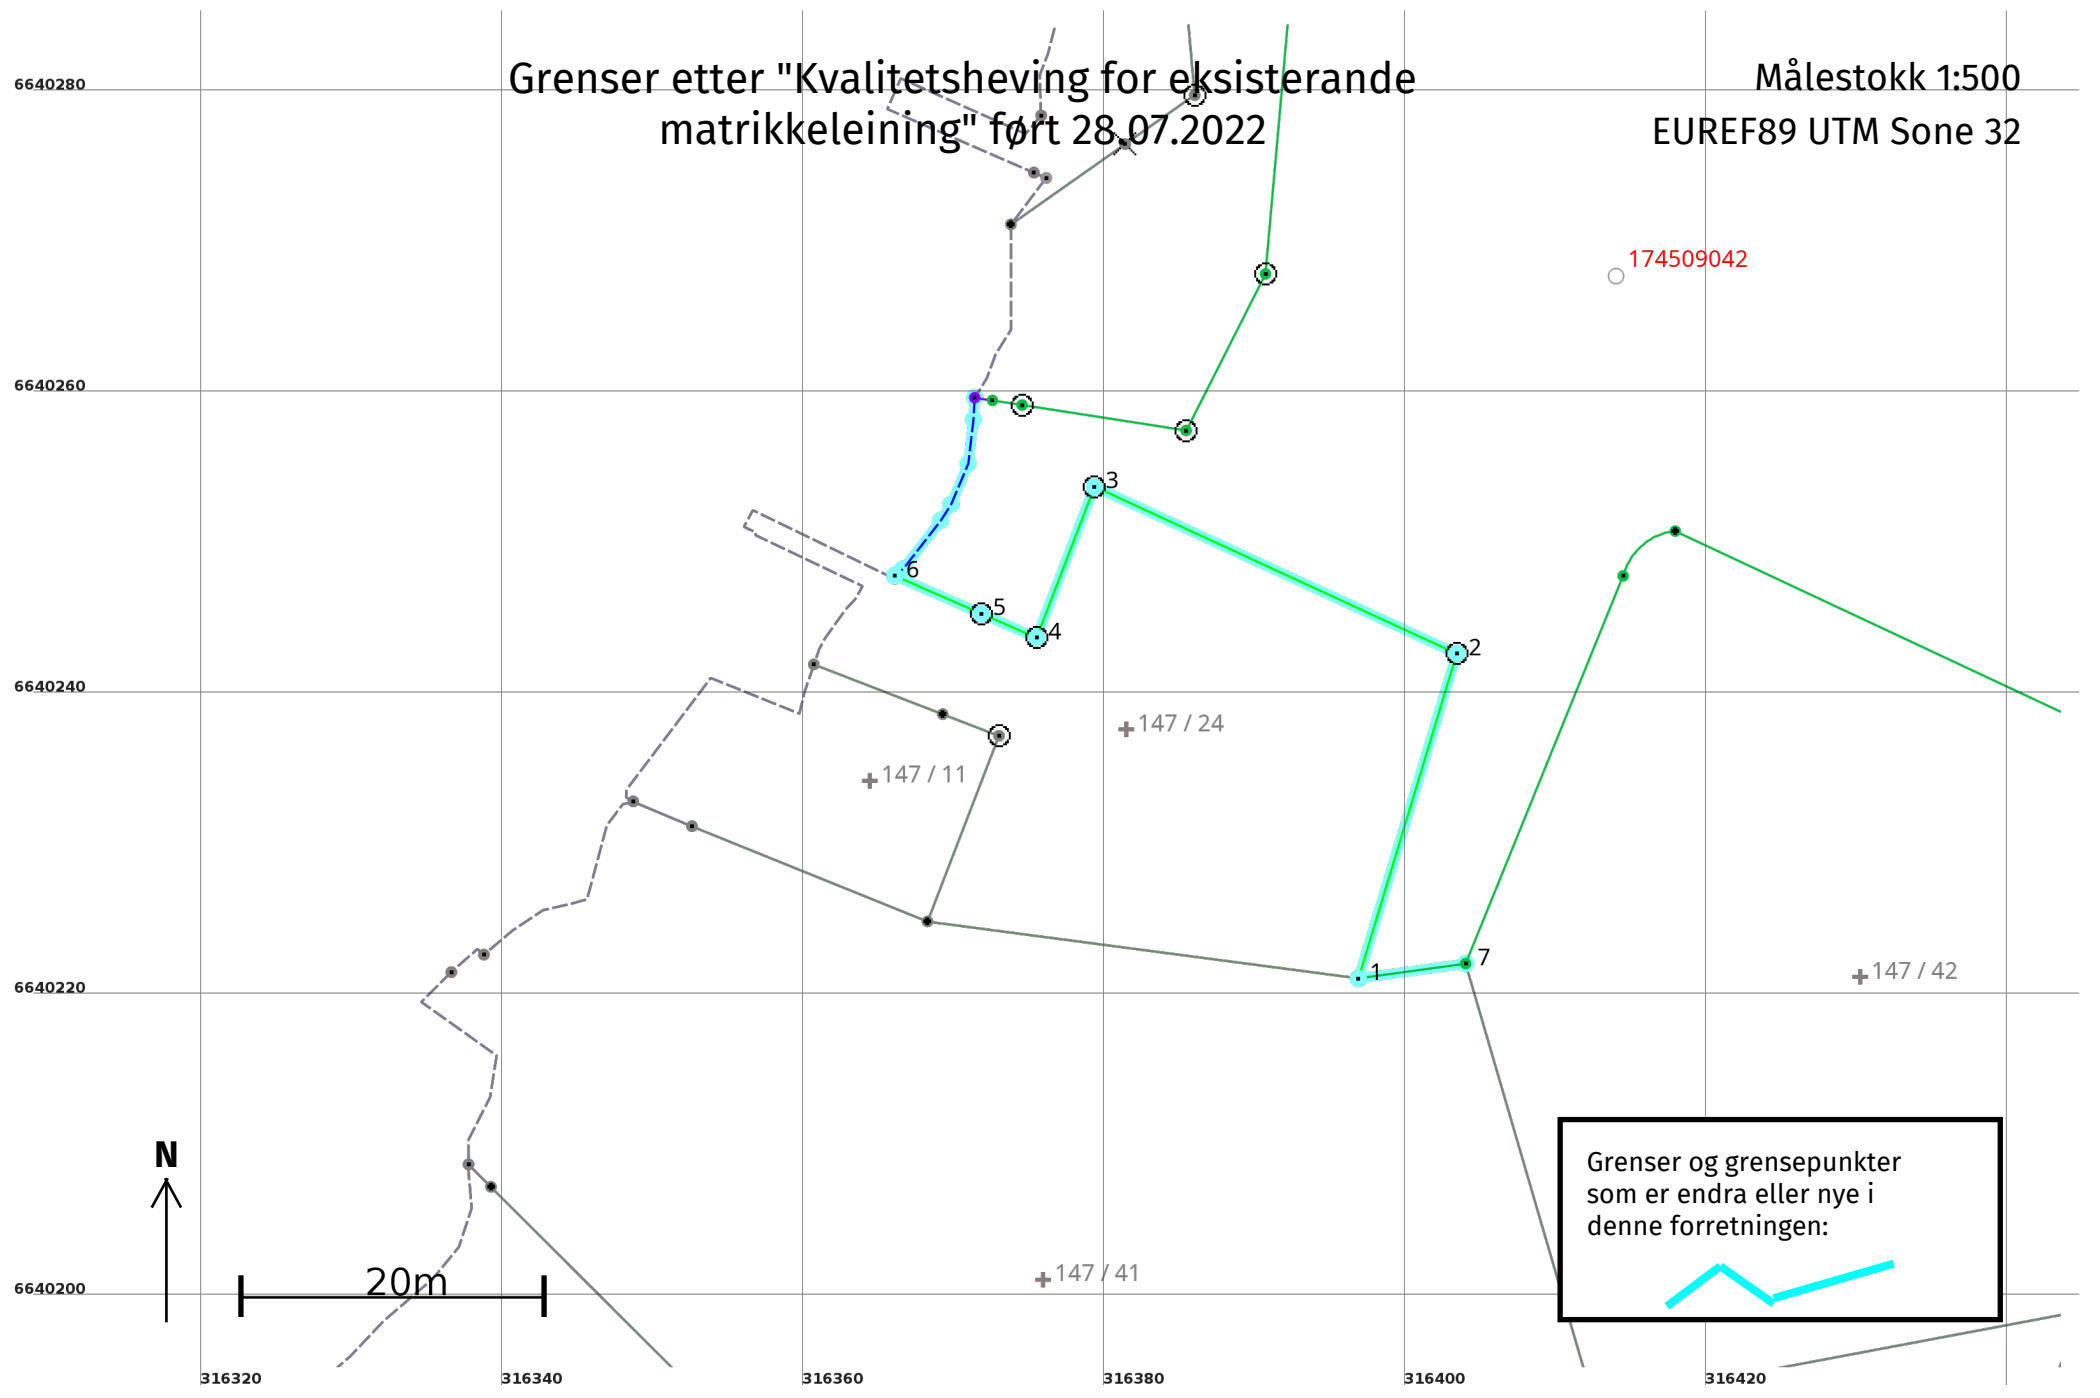 Grenser etter "Kvalitetsheving for eksisterande
matrikkeleining" ført 28.07.2022
Målestokk 1:500
EUREF89 UTM Sone 32
6640280
174509042
6640260
3
6
5
4
2
6640240
147 / 24
147 / 11
7
1
147 / 42
6640220
N
Grenser og grensepunkter
som er endra eller nye i
denne forretningen:
20m
147 / 41
6640200
316320
316340
316360
316380
316400
316420